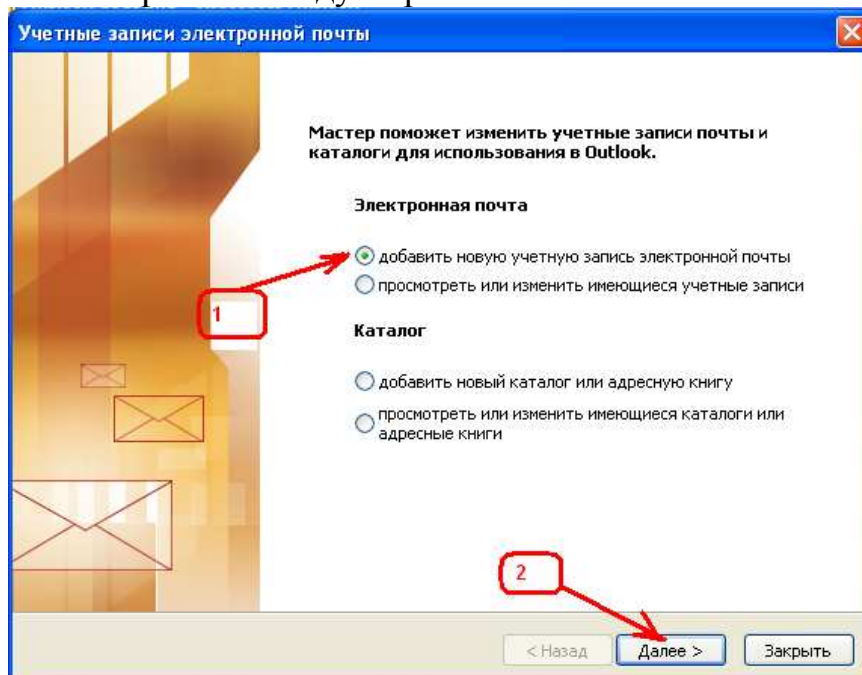 Учетные записи электронной почты
Мастер поможет изменить учетные записи почты и
каталоги для использования в Outlook.
Электронная почта
добавить новую учетную запись электронной почты
просмотреть или изменить имеющиеся учетные записи
1
Каталог
добавить новый каталог или адресную книгу
просмотреть или изменить имеющиеся каталоги или
адресные книги
2
< Назад
Далее >
Закрыть